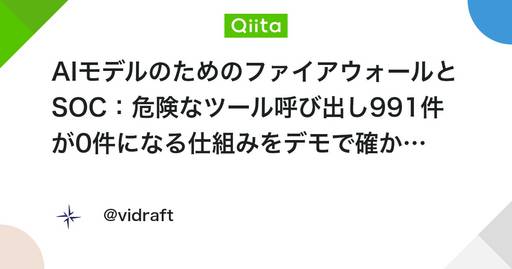 Qiita
AIモデルのためのファイアウォールと
SOC：危険なツール呼び出し991件
が0件になる仕組みをデモで確か…
@vidraft